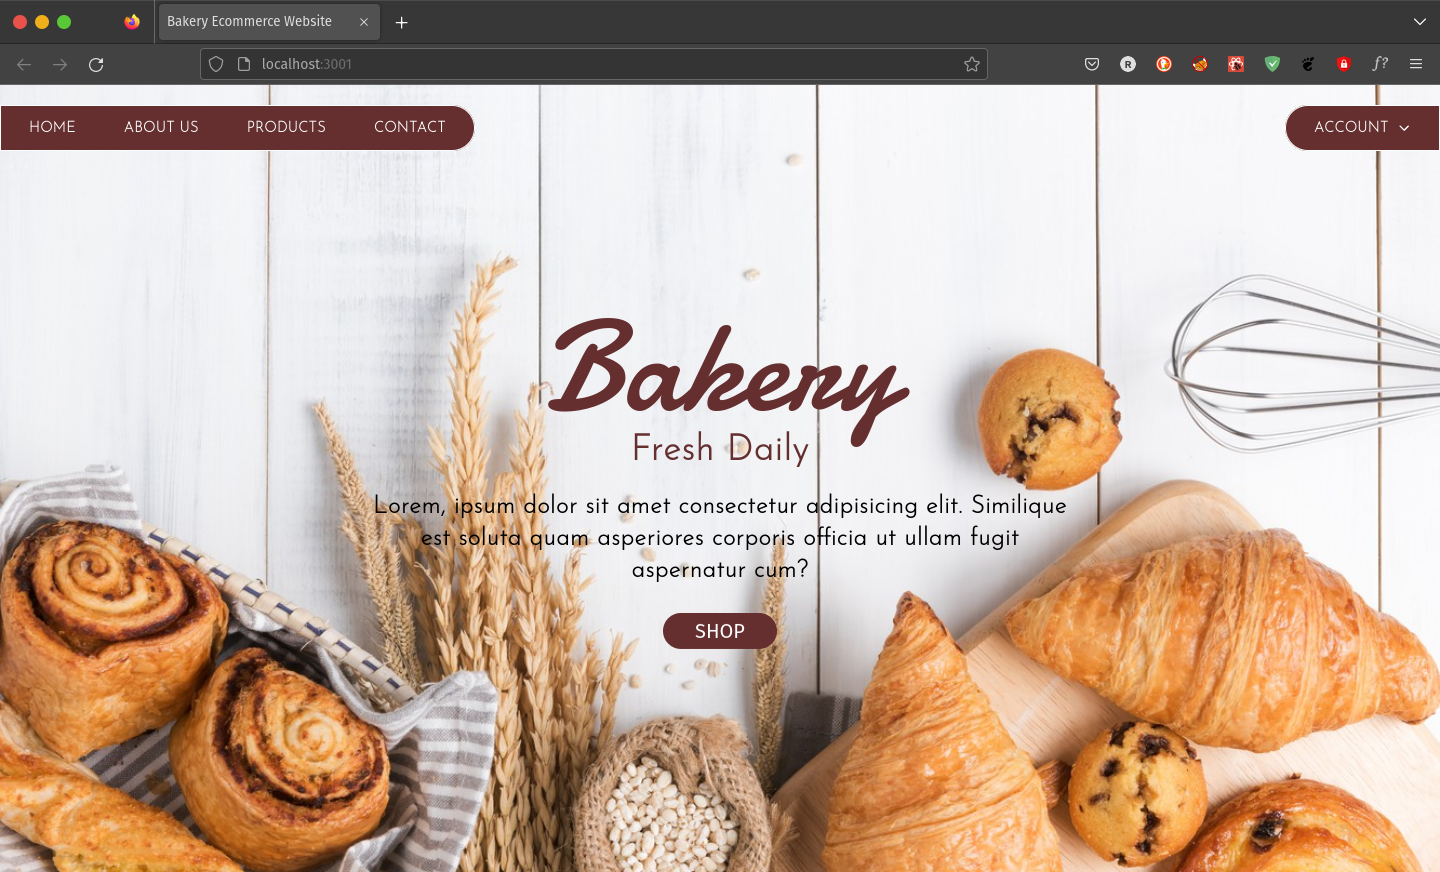 Bakery Ecommerce Website
localhost:3001
HOME ABOUT US PRODUCTS CONTACT
ACCOUNT
Bakery
Fresh Daily
Lorem, ipsum dolor sit amet consectetur adipisicing elit. Similique
est soluta quam asperiores corporis officia ut ullam fugit
aspernatur cum?
SHOP